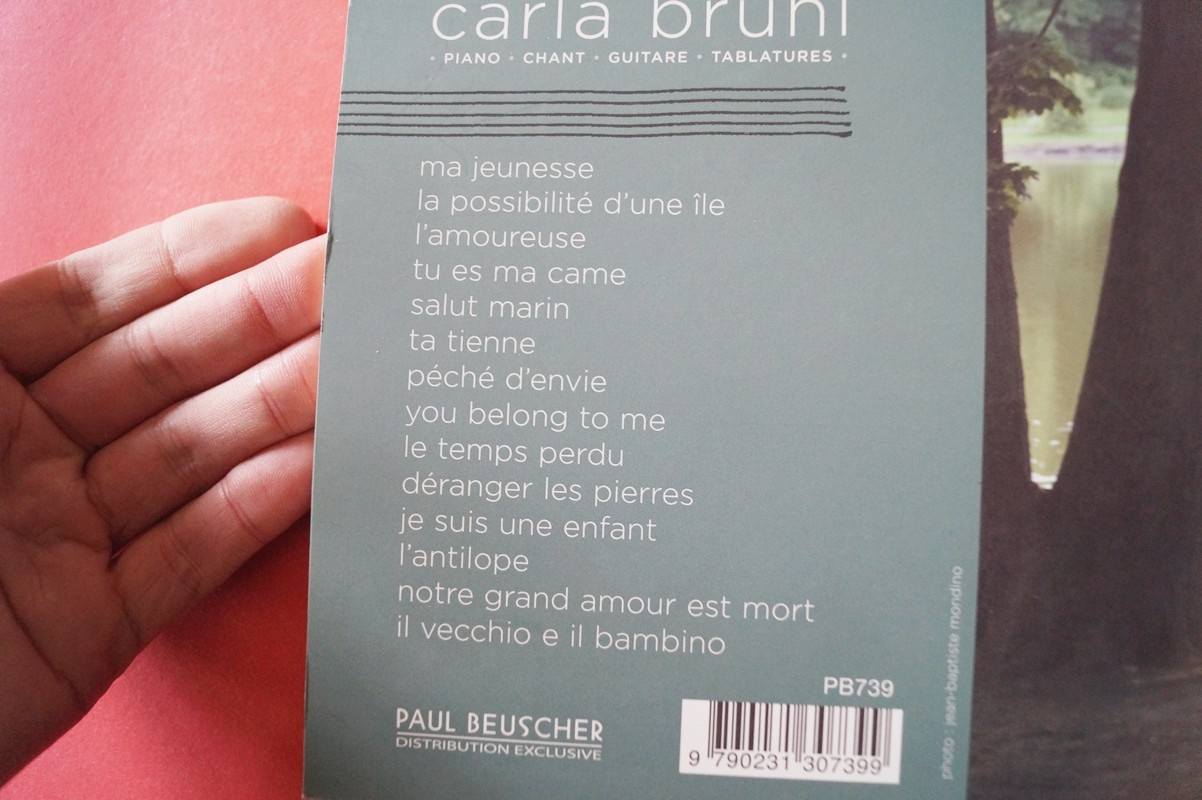 carla bruni
• PIANO • CHANT • GUITARE • TABLATURES •
ma jeunesse
la possibilité d'une île
l'amoureuse
tu es ma came
salut marin
ta tienne
péché d'envie
you belong to me
le temps perdu
déranger les pierres
je suis une enfant
l'antilope
notre grand amour est mort
il vecchio e il bambino
PB739
PAUL BEUSCHER
DISTRIBUTION EXCLUSIVE
9 790231 307399
photo : jean-baptiste mondino